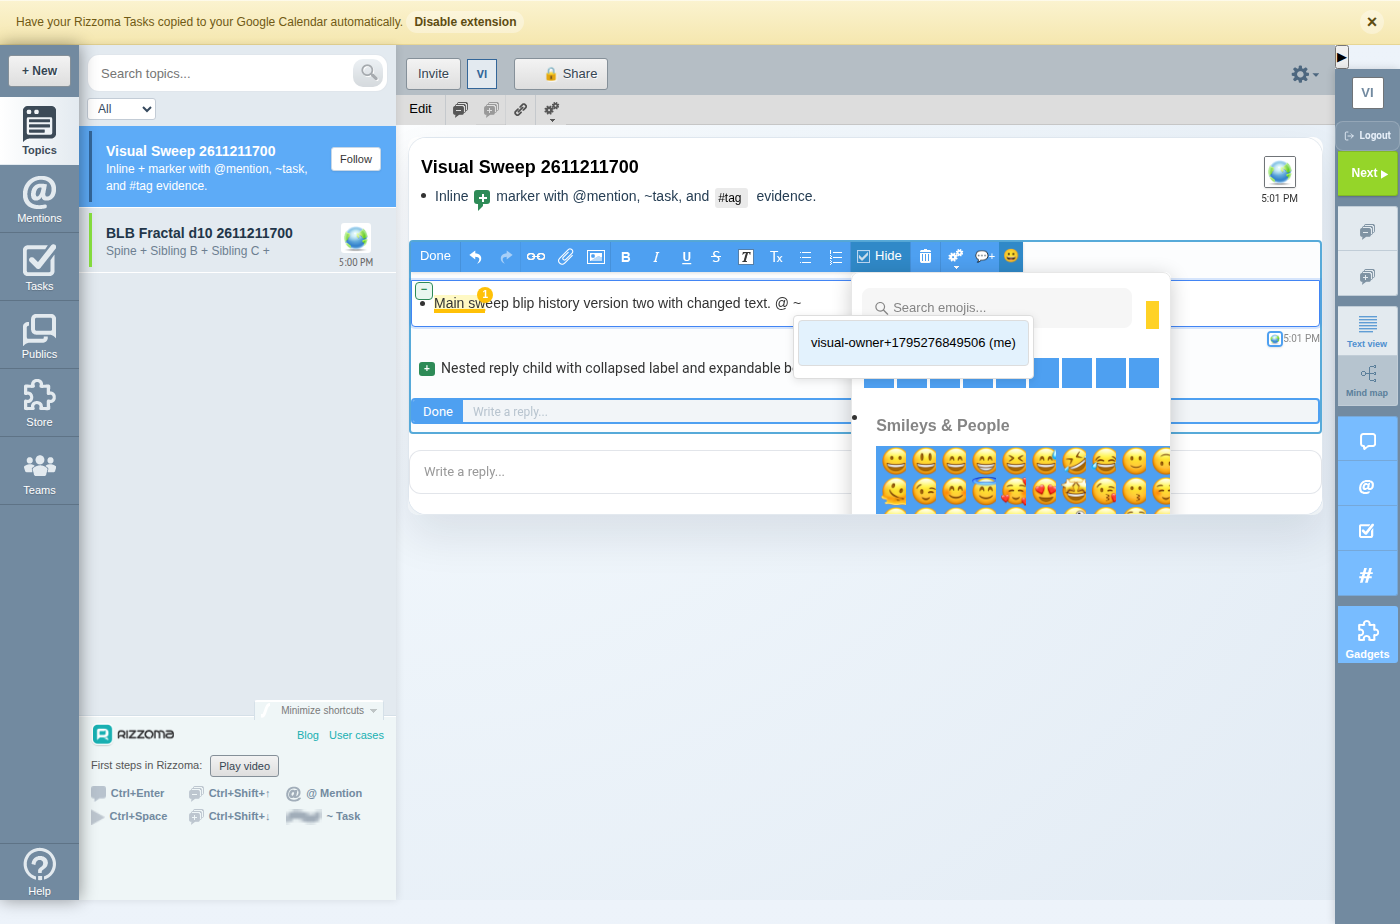 Have your Rizzoma Tasks copied to your Google Calendar automatically. Disable extension
+ New
Topics
Mentions
Tasks
Publics
Store
Teams
Help
Search topics...
All
Visual Sweep 2611211700
Inline + marker with @mention, ~task,
and #tag evidence.
Follow
BLB Fractal d10 2611211700
Spine + Sibling B + Sibling C +
5:00 PM
Minimize shortcuts
RIZZOMA
Blog
User cases
First steps in Rizzoma:
Play video
Ctrl+Enter
Ctrl+Shift+↑
@ Mention
Ctrl+Space
Ctrl+Shift+↓
~ Task
Invite
VI
Share
Edit
Visual Sweep 2611211700
Inline marker with @mention, ~task, and #tag evidence.
5:01 PM
Done
B I U S T Tx
Hide
1
Main sweep blip history version two with changed text. @ ~
Search emojis...
visual-owner+1795276849506 (me)
5:01 PM
Nested reply child with collapsed label and expandable
Done
Write a reply...
Smileys & People
Write a reply...
VI
Logout
Next
Text view
Mind map
@
#
Gadgets